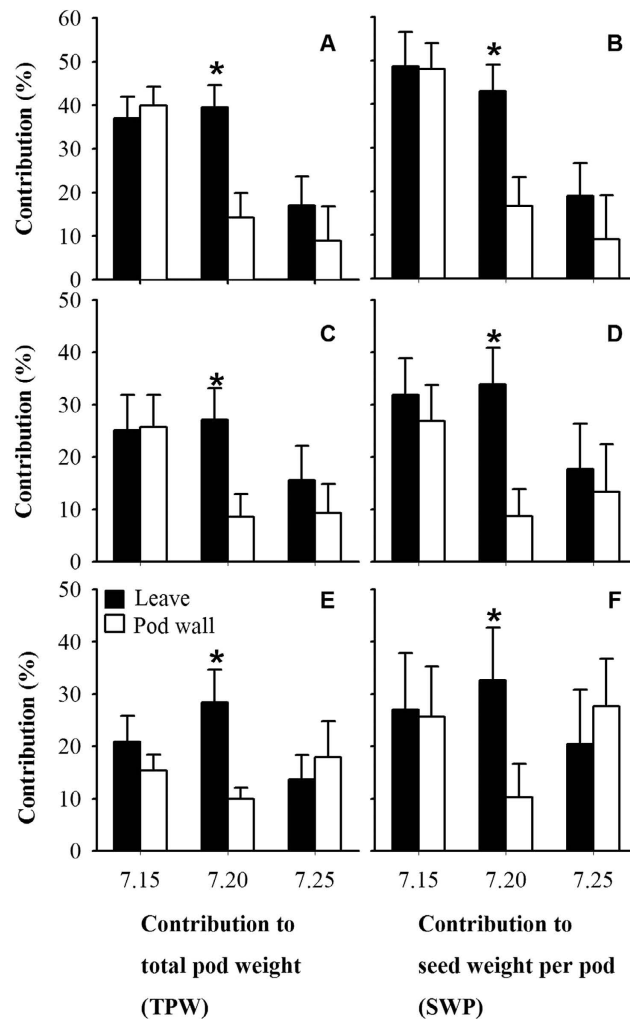 A
B
Contribution (%)
60
50
40
30
20
10
0
*
*
C
D
Contribution (%)
50
40
30
20
10
0
*
*
E
F
Leave
Pod wall
Contribution (%)
50
40
30
20
10
0
*
*
7.15 7.20 7.25
7.15 7.20 7.25
Contribution to
total pod weight
(TPW)
Contribution to
seed weight per pod
(SWP)